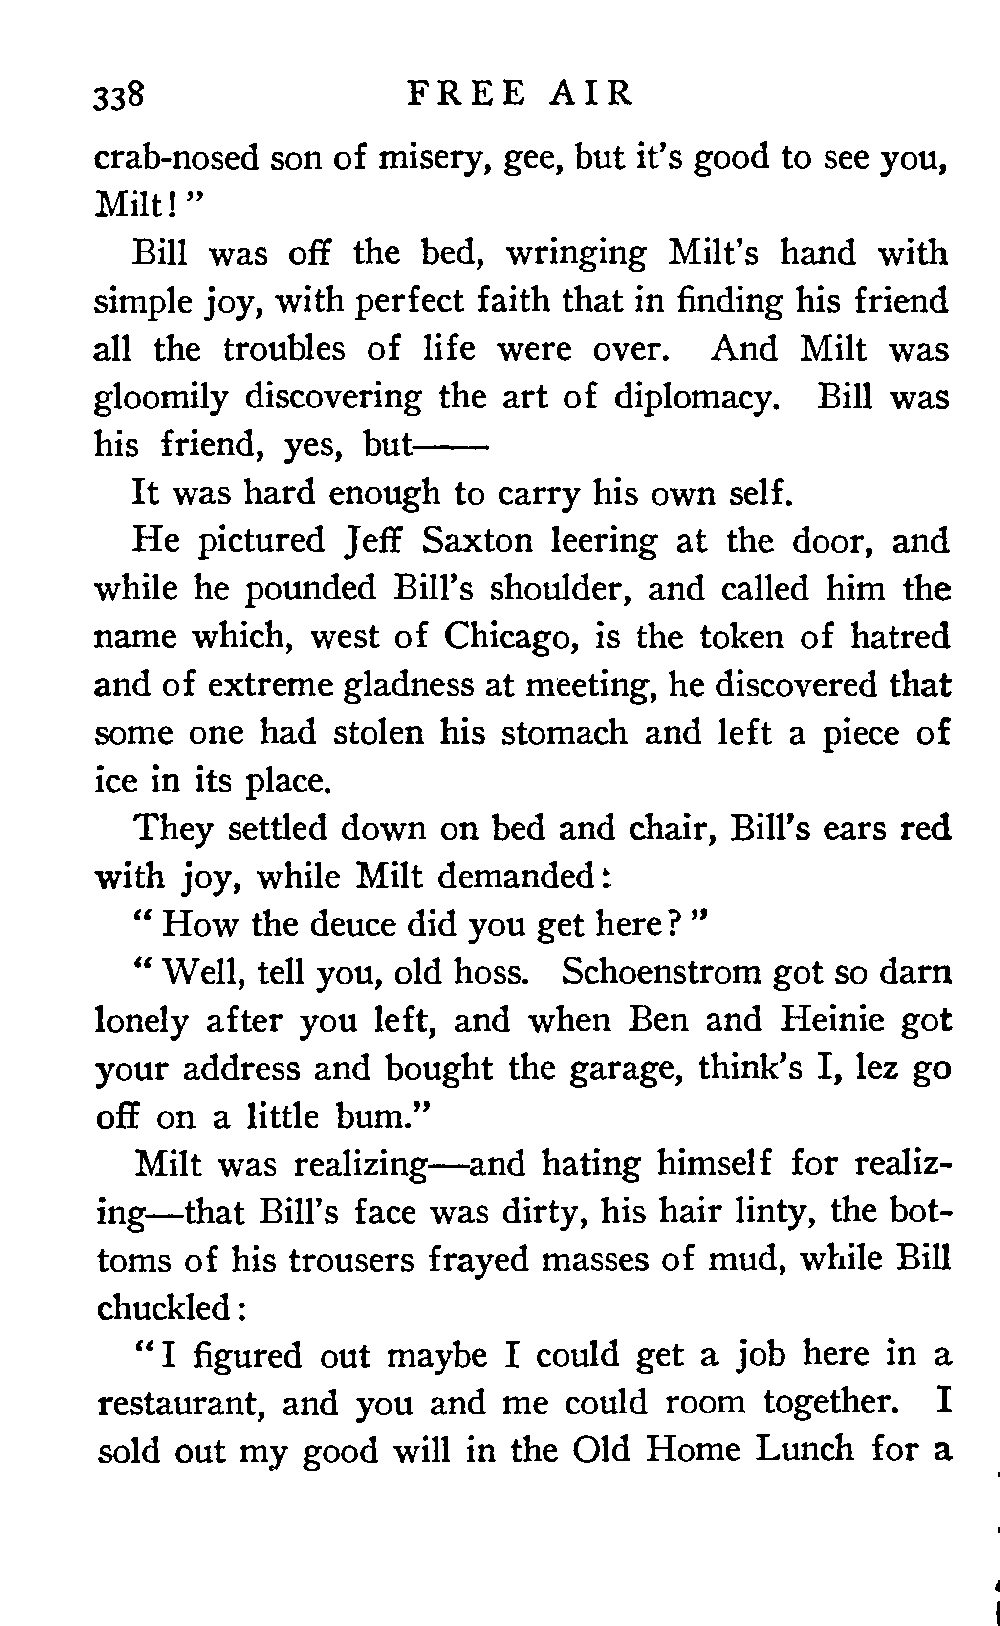 338 FREE AIR
crab-nosed son of misery, gee, but it's good to see you,
Milt!"
Bill was off the bed, wringing Milt's hand with
simple joy, with perfect faith that in finding his friend
all the troubles of life were over. And Milt was
gloomily discovering the art of diplomacy. Bill was
his friend, yes, but——
It was hard enough to carry his own self.
He pictured Jeff Saxton leering at the door, and
while he pounded Bill's shoulder, and called him the
name which, west of Chicago, is the token of hatred
and of extreme gladness at meeting, he discovered that
some one had stolen his stomach and left a piece of
ice in its place.
They settled down on bed and chair, Bill's ears red
with joy, while Milt demanded:
"How the deuce did you get here?"
"Well, tell you, old hoss. Schoenstrom got so darn
lonely after you left, and when Ben and Heinie got
your address and bought the garage, think's I, lez go
off on a little bum."
Milt was realizing—and hating himself for realiz-
ing—that Bill's face was dirty, his hair linty, the bot-
toms of his trousers frayed masses of mud, while Bill
chuckled:
"I figured out maybe I could get a job here in a
restaurant, and you and me could room together. I
sold out my good will in the Old Home Lunch for a